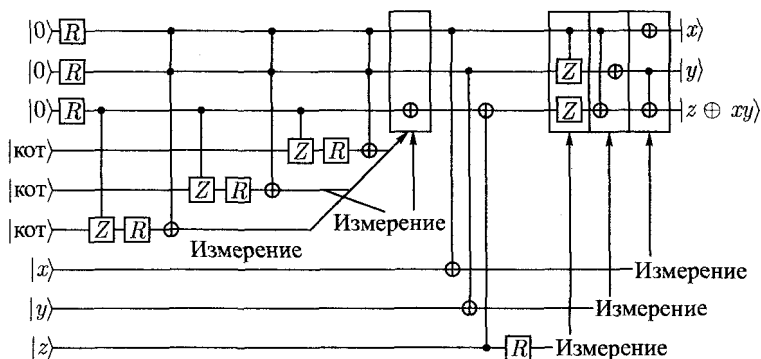 |0⟩ R |x⟩
|0⟩ R Z |y⟩
|0⟩ R Z |z ⊕ xy⟩
|кот⟩ Z R
|кот⟩ Z R
|кот⟩ Z R Измерение Измерение
|x⟩ Измерение
|y⟩ Измерение
|z⟩ R Измерение